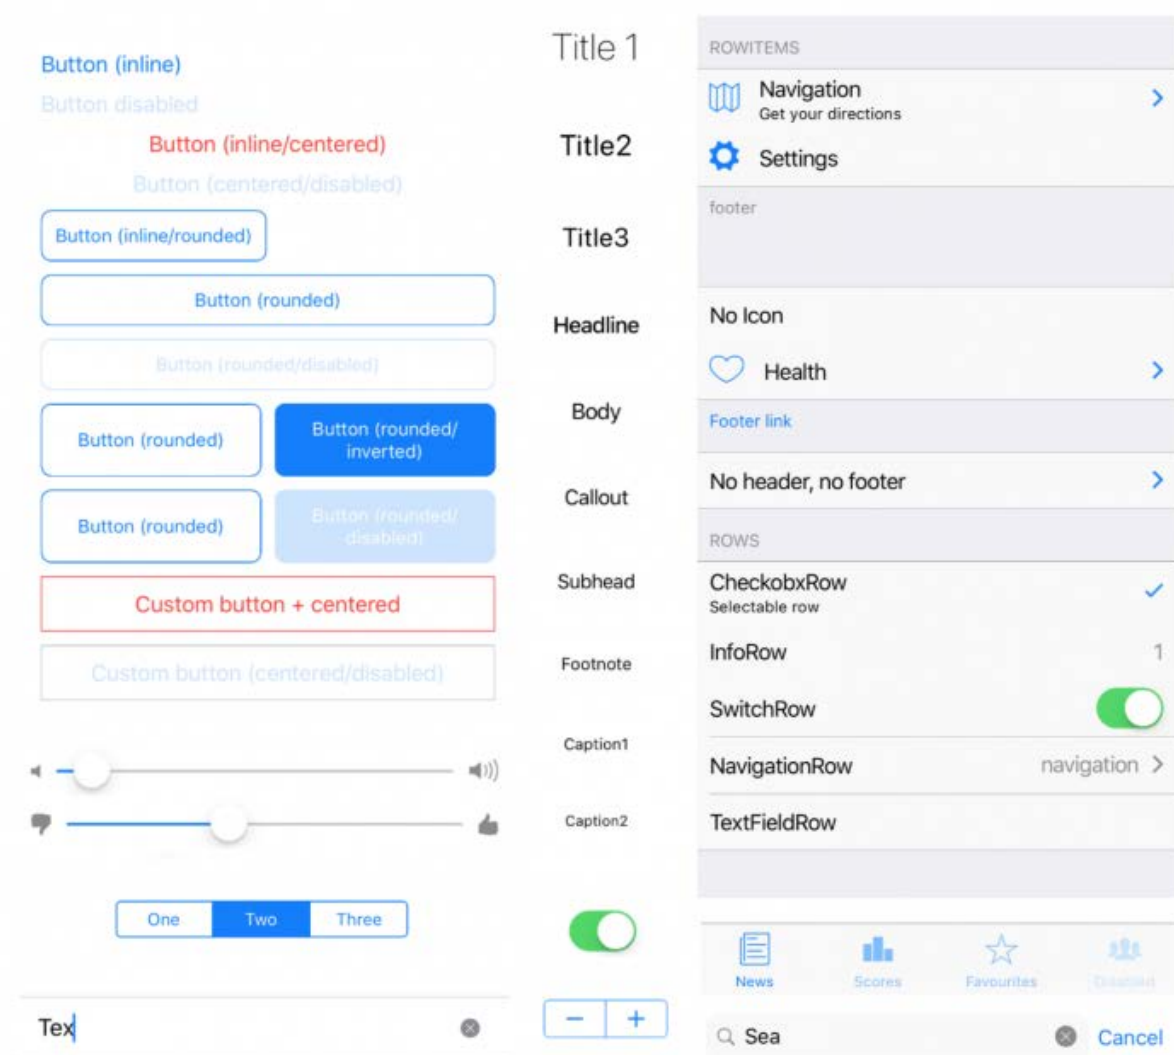 Button (inline)
Button disabled
Button (inline/centered)
Button (centered/disabled)
Button (inline/rounded)
Button (rounded)
Button (rounded/disabled)
Button (rounded)
Button (rounded/
inverted)
Button (rounded)
Button (rounded/
disabled)
Custom button + centered
Custom button (centered/disabled)
One
Two
Three
Tex
Title 1
Title2
Title3
Headline
Body
Callout
Subhead
Footnote
Caption1
Caption2
ROWITEMS
Navigation
Get your directions
Settings
footer
No Icon
Health
Footer link
No header, no footer
ROWS
CheckobxRow
Selectable row
InfoRow 1
SwitchRow
NavigationRow navigation
TextFieldRow
News
Scores
Favourites
Disabled
Sea
Cancel